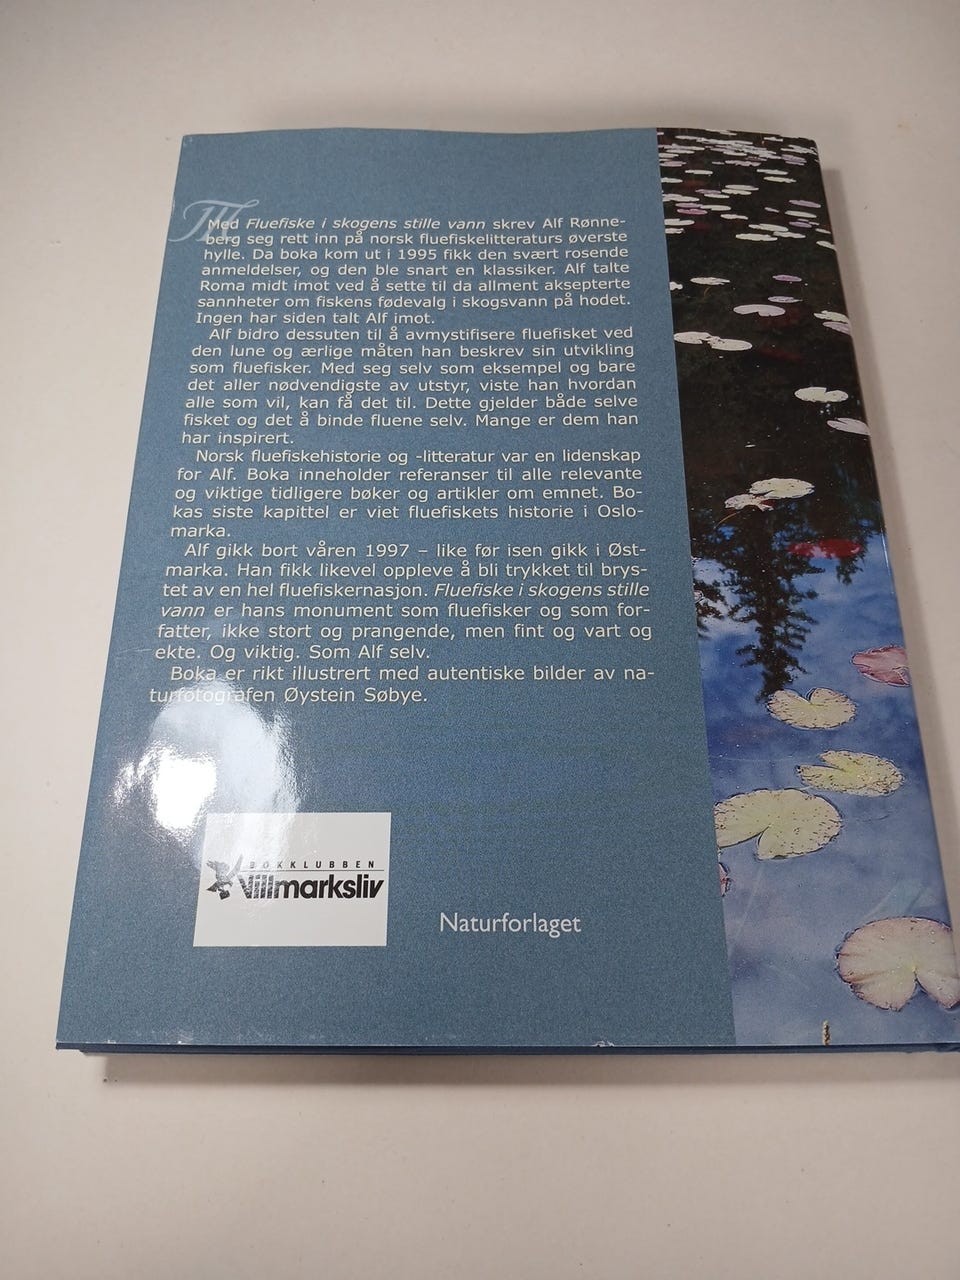 Med Fluefiske i skogens stille vann skrev Alf Rønne-
berg seg rett inn på norsk fluefiskelitteraturs øverste
hylle. Da boka kom ut i 1995 fikk den svært rosende
anmeldelser, og den ble snart en klassiker. Alf talte
Roma midt imot ved å sette til da allment aksepterte
sannheter om fiskens fødevalg i skogsvann på hodet.
Ingen har siden talt Alf imot.
Alf bidro dessuten til å avmystifisere fluefisket ved
den lune og ærlige måten han beskrev sin utvikling
som fluefisker. Med seg selv som eksempel og bare
det aller nødvendigste av utstyr, viste han hvordan
alle som vil, kan få det til. Dette gjelder både selve
fisket og det å binde fluene selv. Mange er dem han
har inspirert.
Norsk fluefiskehistorie og -litteratur var en lidenskap
for Alf. Boka inneholder referanser til alle relevante
og viktige tidligere bøker og artikler om emnet. Bo-
kas siste kapittel er viet fluefiskets historie i Oslo-
marka.
Alf gikk bort våren 1997 – like før isen gikk i Øst-
marka. Han fikk likevel oppleve å bli trykket til brys-
tet av en hel fluefiskernasjon. Fluefiske i skogens stille
vann er hans monument som fluefisker og som for-
fatter, ikke stort og prangende, men fint og vart og
ekte. Og viktig. Som Alf selv.
Boka er rikt illustrert med autentiske bilder av na-
turfotografen Øystein Søbye.
BOKKLUBBEN
Villmarksliv
Naturforlaget